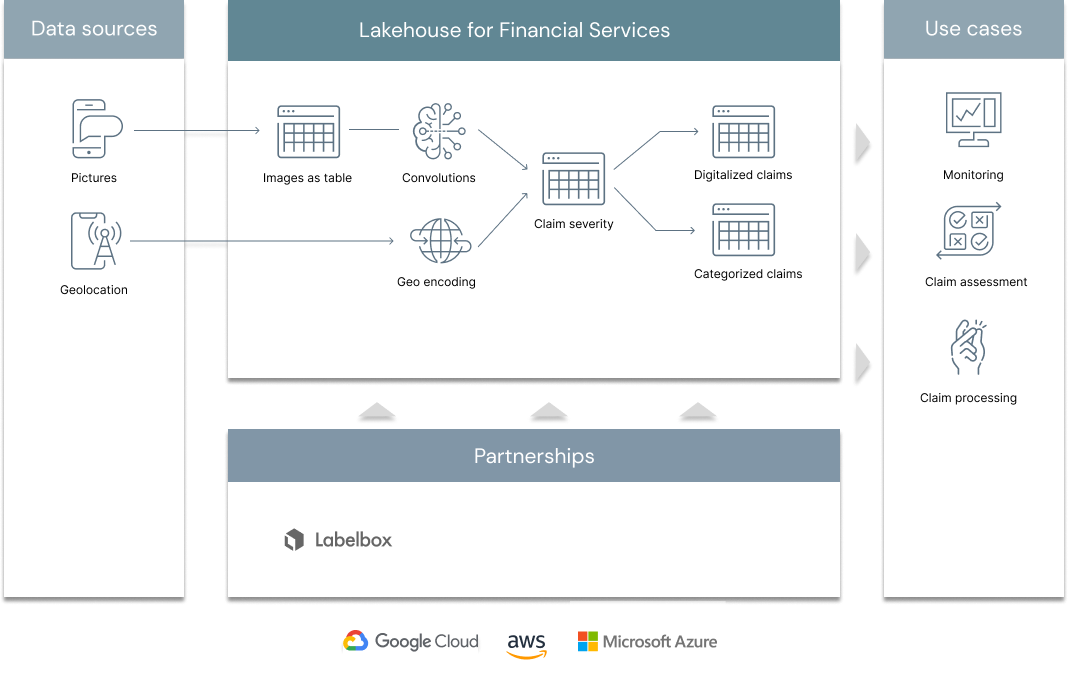 Data sources
Pictures
Geolocation
Lakehouse for Financial Services
Images as table
Convolutions
Geo encoding
Claim severity
Digitalized claims
Categorized claims
Use cases
Monitoring
Claim assessment
Claim processing
Partnerships
Labelbox
Google Cloud
aws
Microsoft Azure